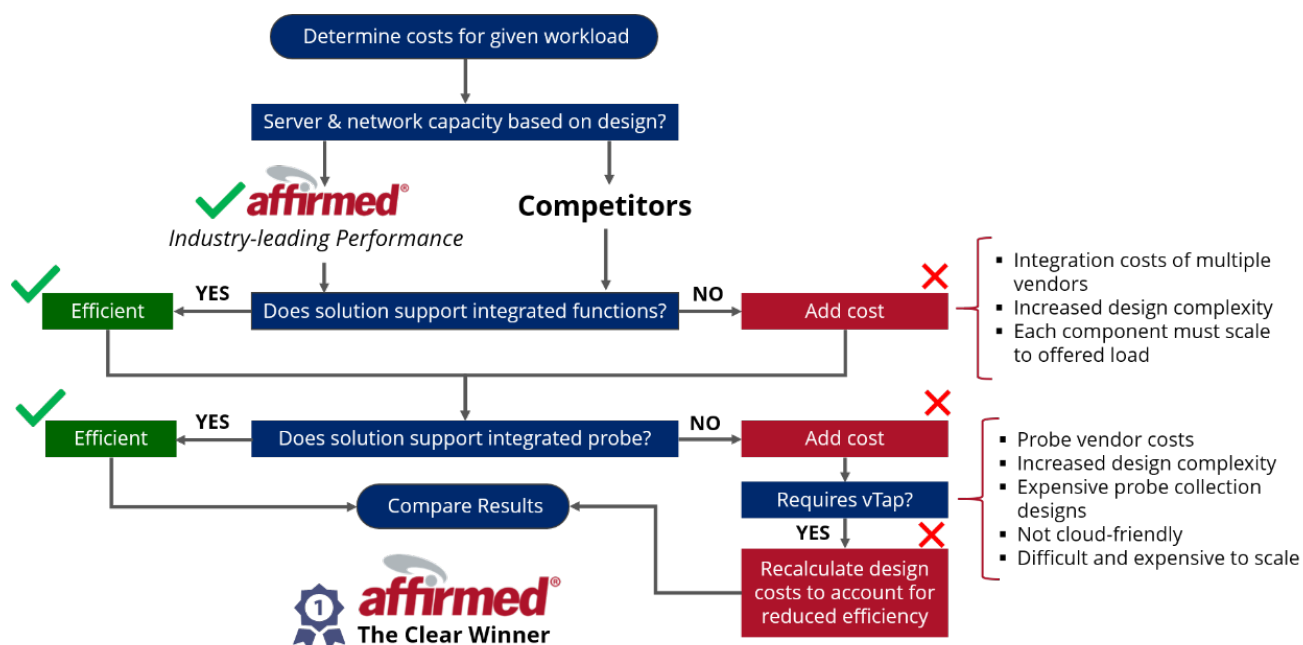 Determine costs for given workload
Server & network capacity based on design?
affirmed®
Industry-leading Performance
Competitors
YES
Efficient
Does solution support integrated functions?
NO
Add cost
▪ Integration costs of multiple
vendors
▪ Increased design complexity
▪ Each component must scale
to offered load
YES
Efficient
Does solution support integrated probe?
NO
Add cost
▪ Probe vendor costs
▪ Increased design complexity
▪ Expensive probe collection
designs
▪ Not cloud-friendly
▪ Difficult and expensive to scale
Requires vTap?
YES
Compare Results
Recalculate design
costs to account for
reduced efficiency
1
affirmed®
The Clear Winner